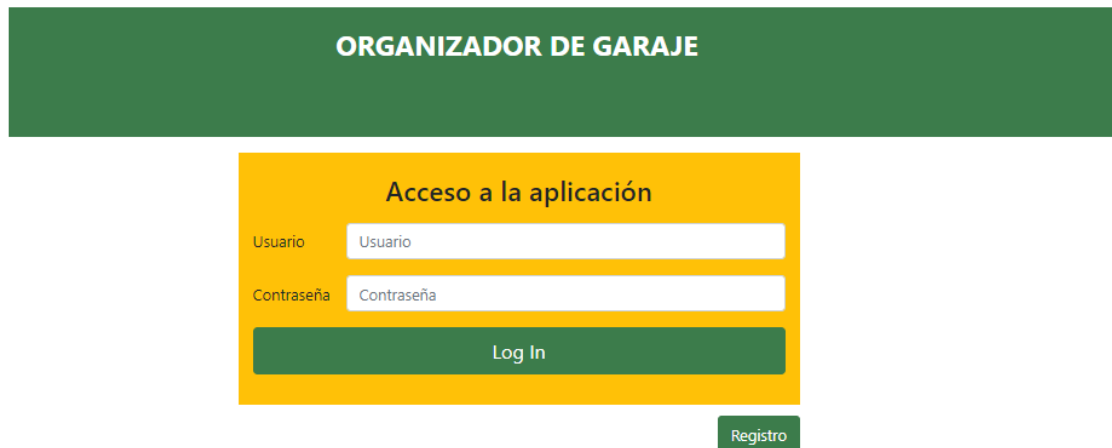 ORGANIZADOR DE GARAJE
Acceso a la aplicación
Usuario Usuario
Contraseña Contraseña
Log In
Registro